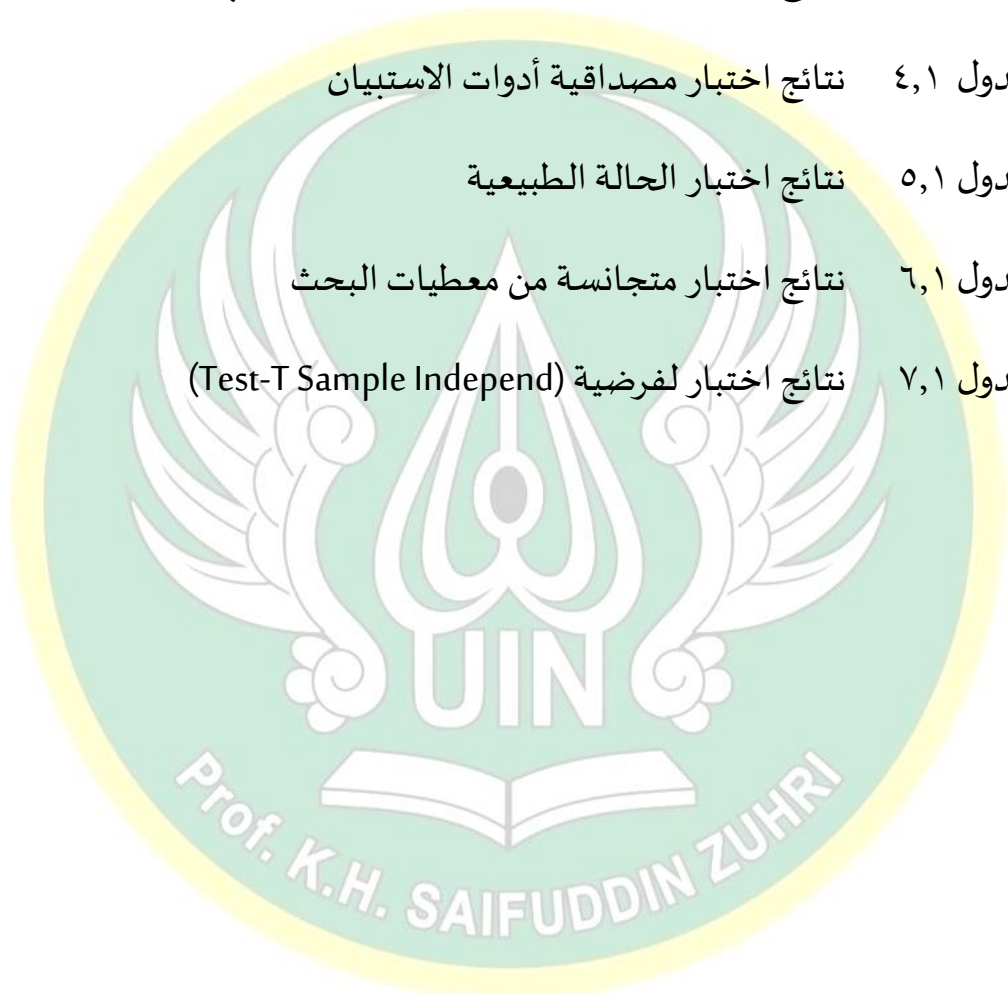 دول ٤,١ نتائج اختبار مصداقية أدوات الاستبيان
دول ٥,١ نتائج اختبار الحالة الطبيعية
دول ٦,١ نتائج اختبار متجانسة من معطيات البحث
دول ٧,١ نتائج اختبار لفرضية (Test-T Sample Independ)
UIN
Prof. K.H. SAIFUDDIN ZUHRI